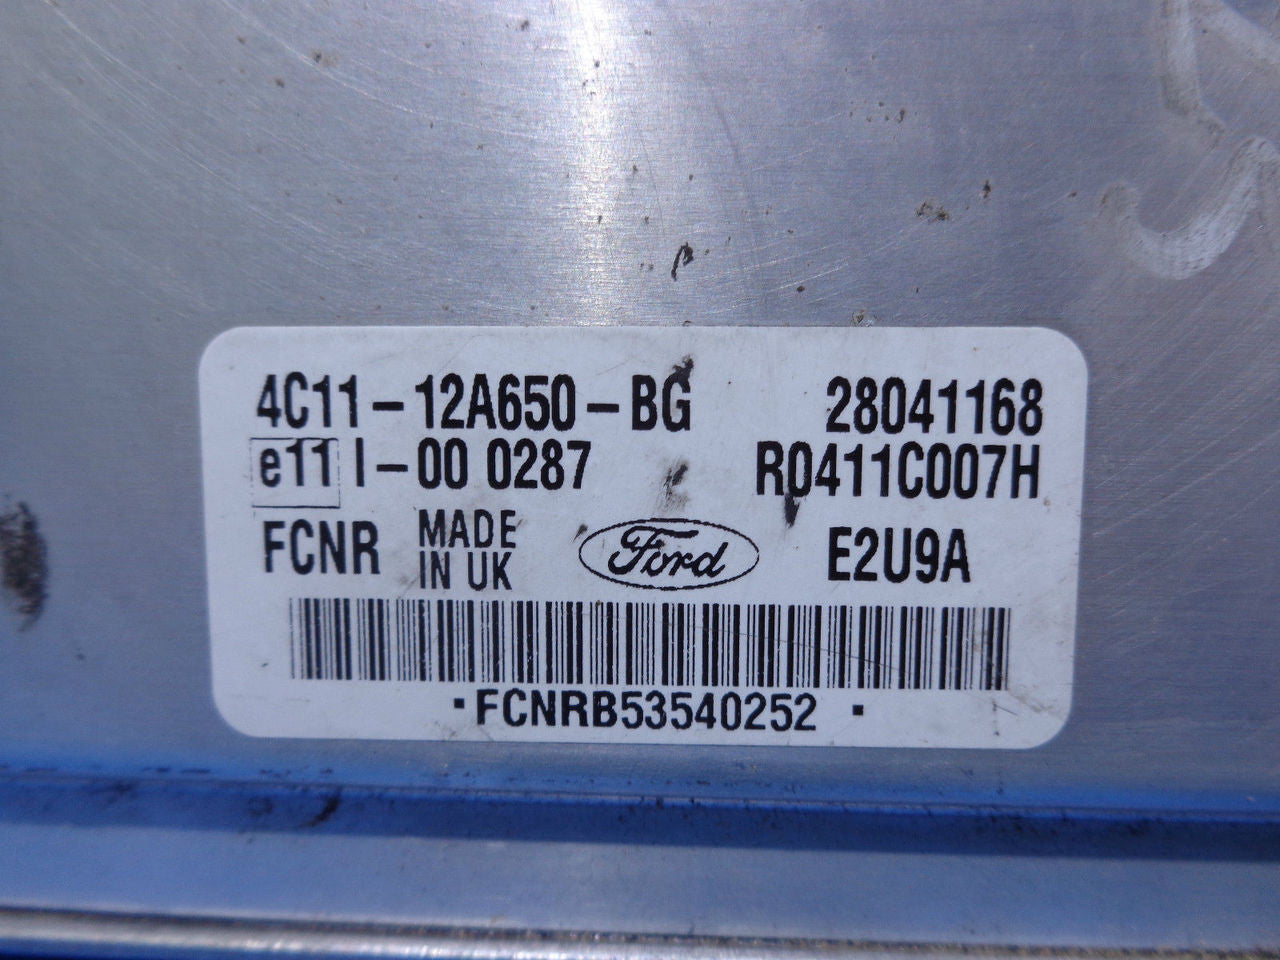 4C11-12A650-BG 28041168
e11 I-00 0287 R0411C007H
FCNR MADE IN UK Ford E2U9A
·FCNRB53540252 ·